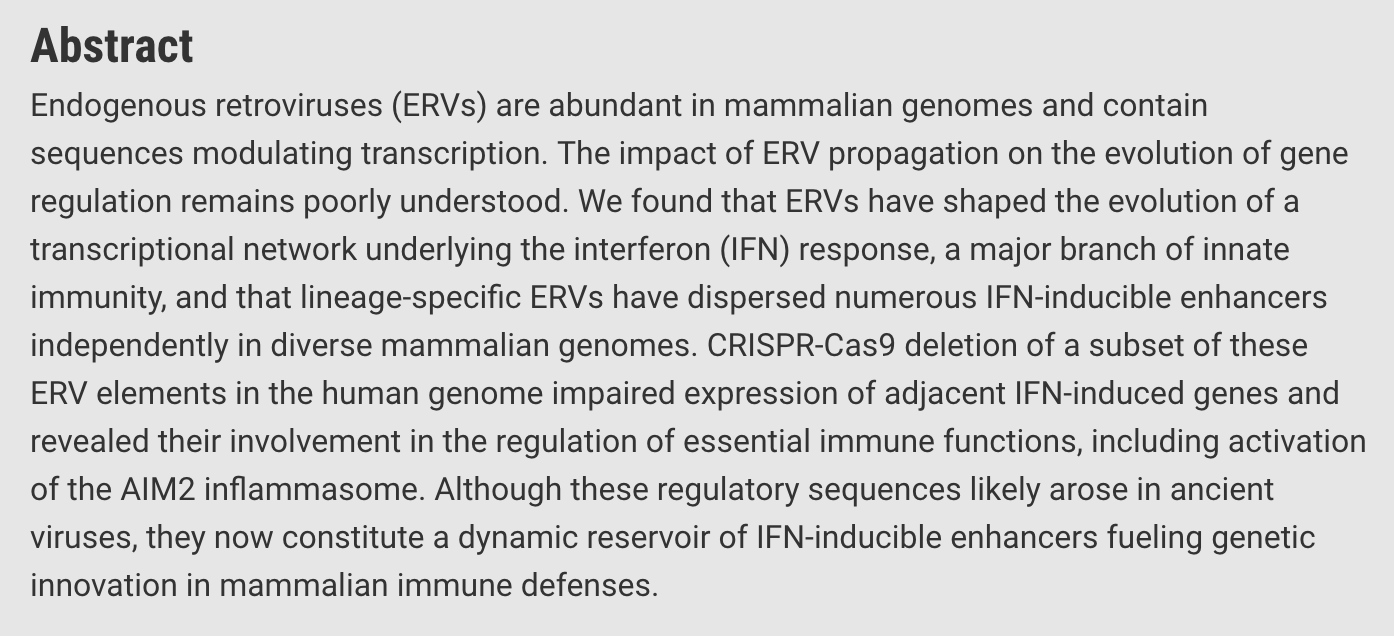 Abstract
Endogenous retroviruses (ERVs) are abundant in mammalian genomes and contain
sequences modulating transcription. The impact of ERV propagation on the evolution of gene
regulation remains poorly understood. We found that ERVs have shaped the evolution of a
transcriptional network underlying the interferon (IFN) response, a major branch of innate
immunity, and that lineage-specific ERVs have dispersed numerous IFN-inducible enhancers
independently in diverse mammalian genomes. CRISPR-Cas9 deletion of a subset of these
ERV elements in the human genome impaired expression of adjacent IFN-induced genes and
revealed their involvement in the regulation of essential immune functions, including activation
of the AIM2 inflammasome. Although these regulatory sequences likely arose in ancient
viruses, they now constitute a dynamic reservoir of IFN-inducible enhancers fueling genetic
innovation in mammalian immune defenses.